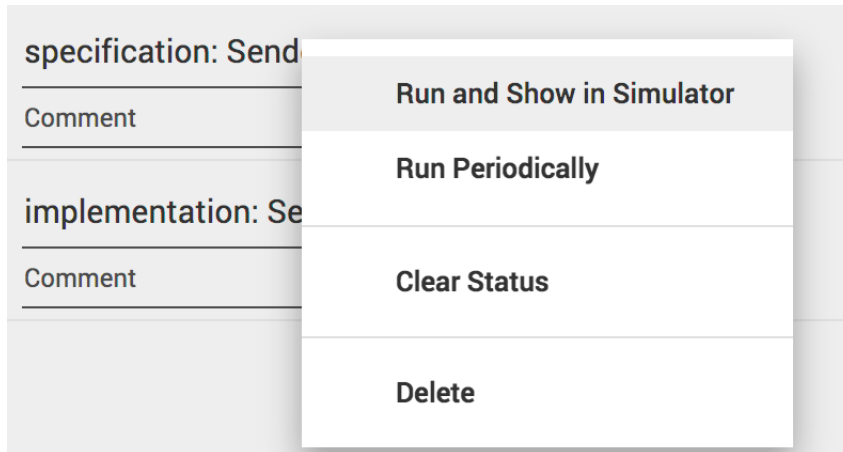 specification: Send
Comment
implementation: Se
Comment
Run and Show in Simulator
Run Periodically
Clear Status
Delete